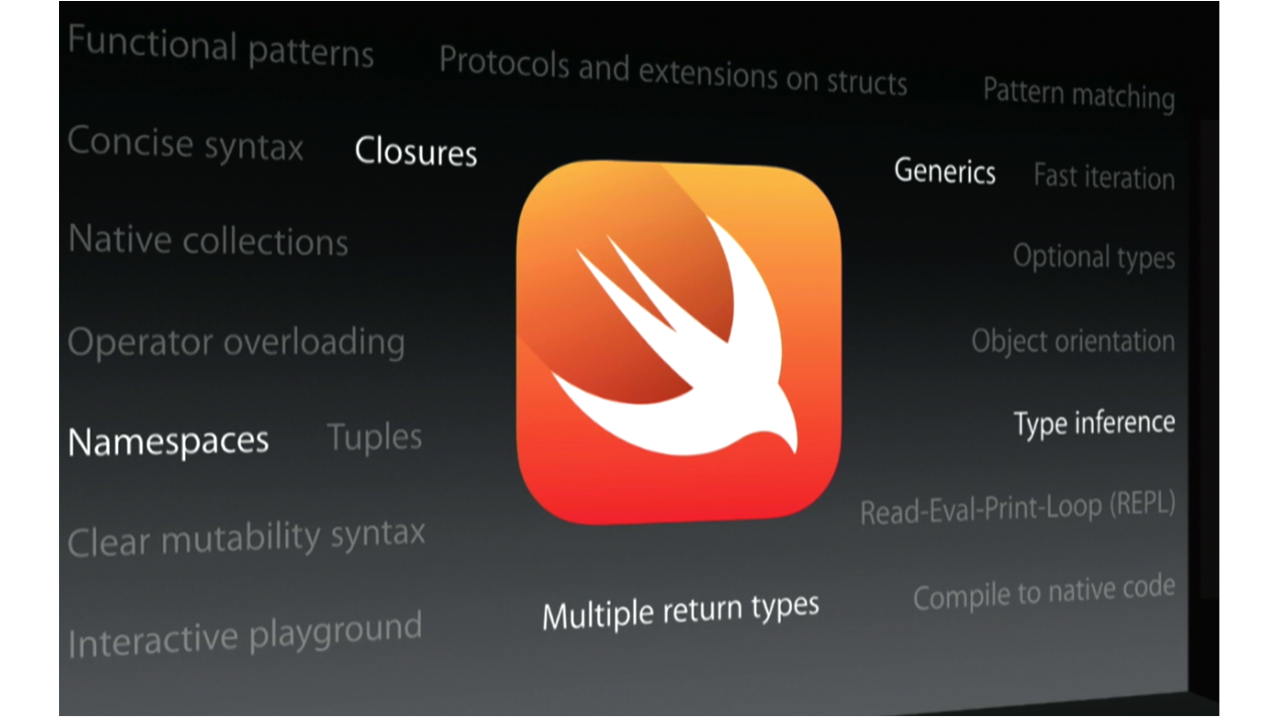 Functional patterns
Protocols and extensions on structs
Pattern matching
Concise syntax
Closures
Generics
Fast iteration
Native collections
Optional types
Operator overloading
Object orientation
Namespaces
Tuples
Type inference
Clear mutability syntax
Read-Eval-Print-Loop (REPL)
Interactive playground
Multiple return types
Compile to native code